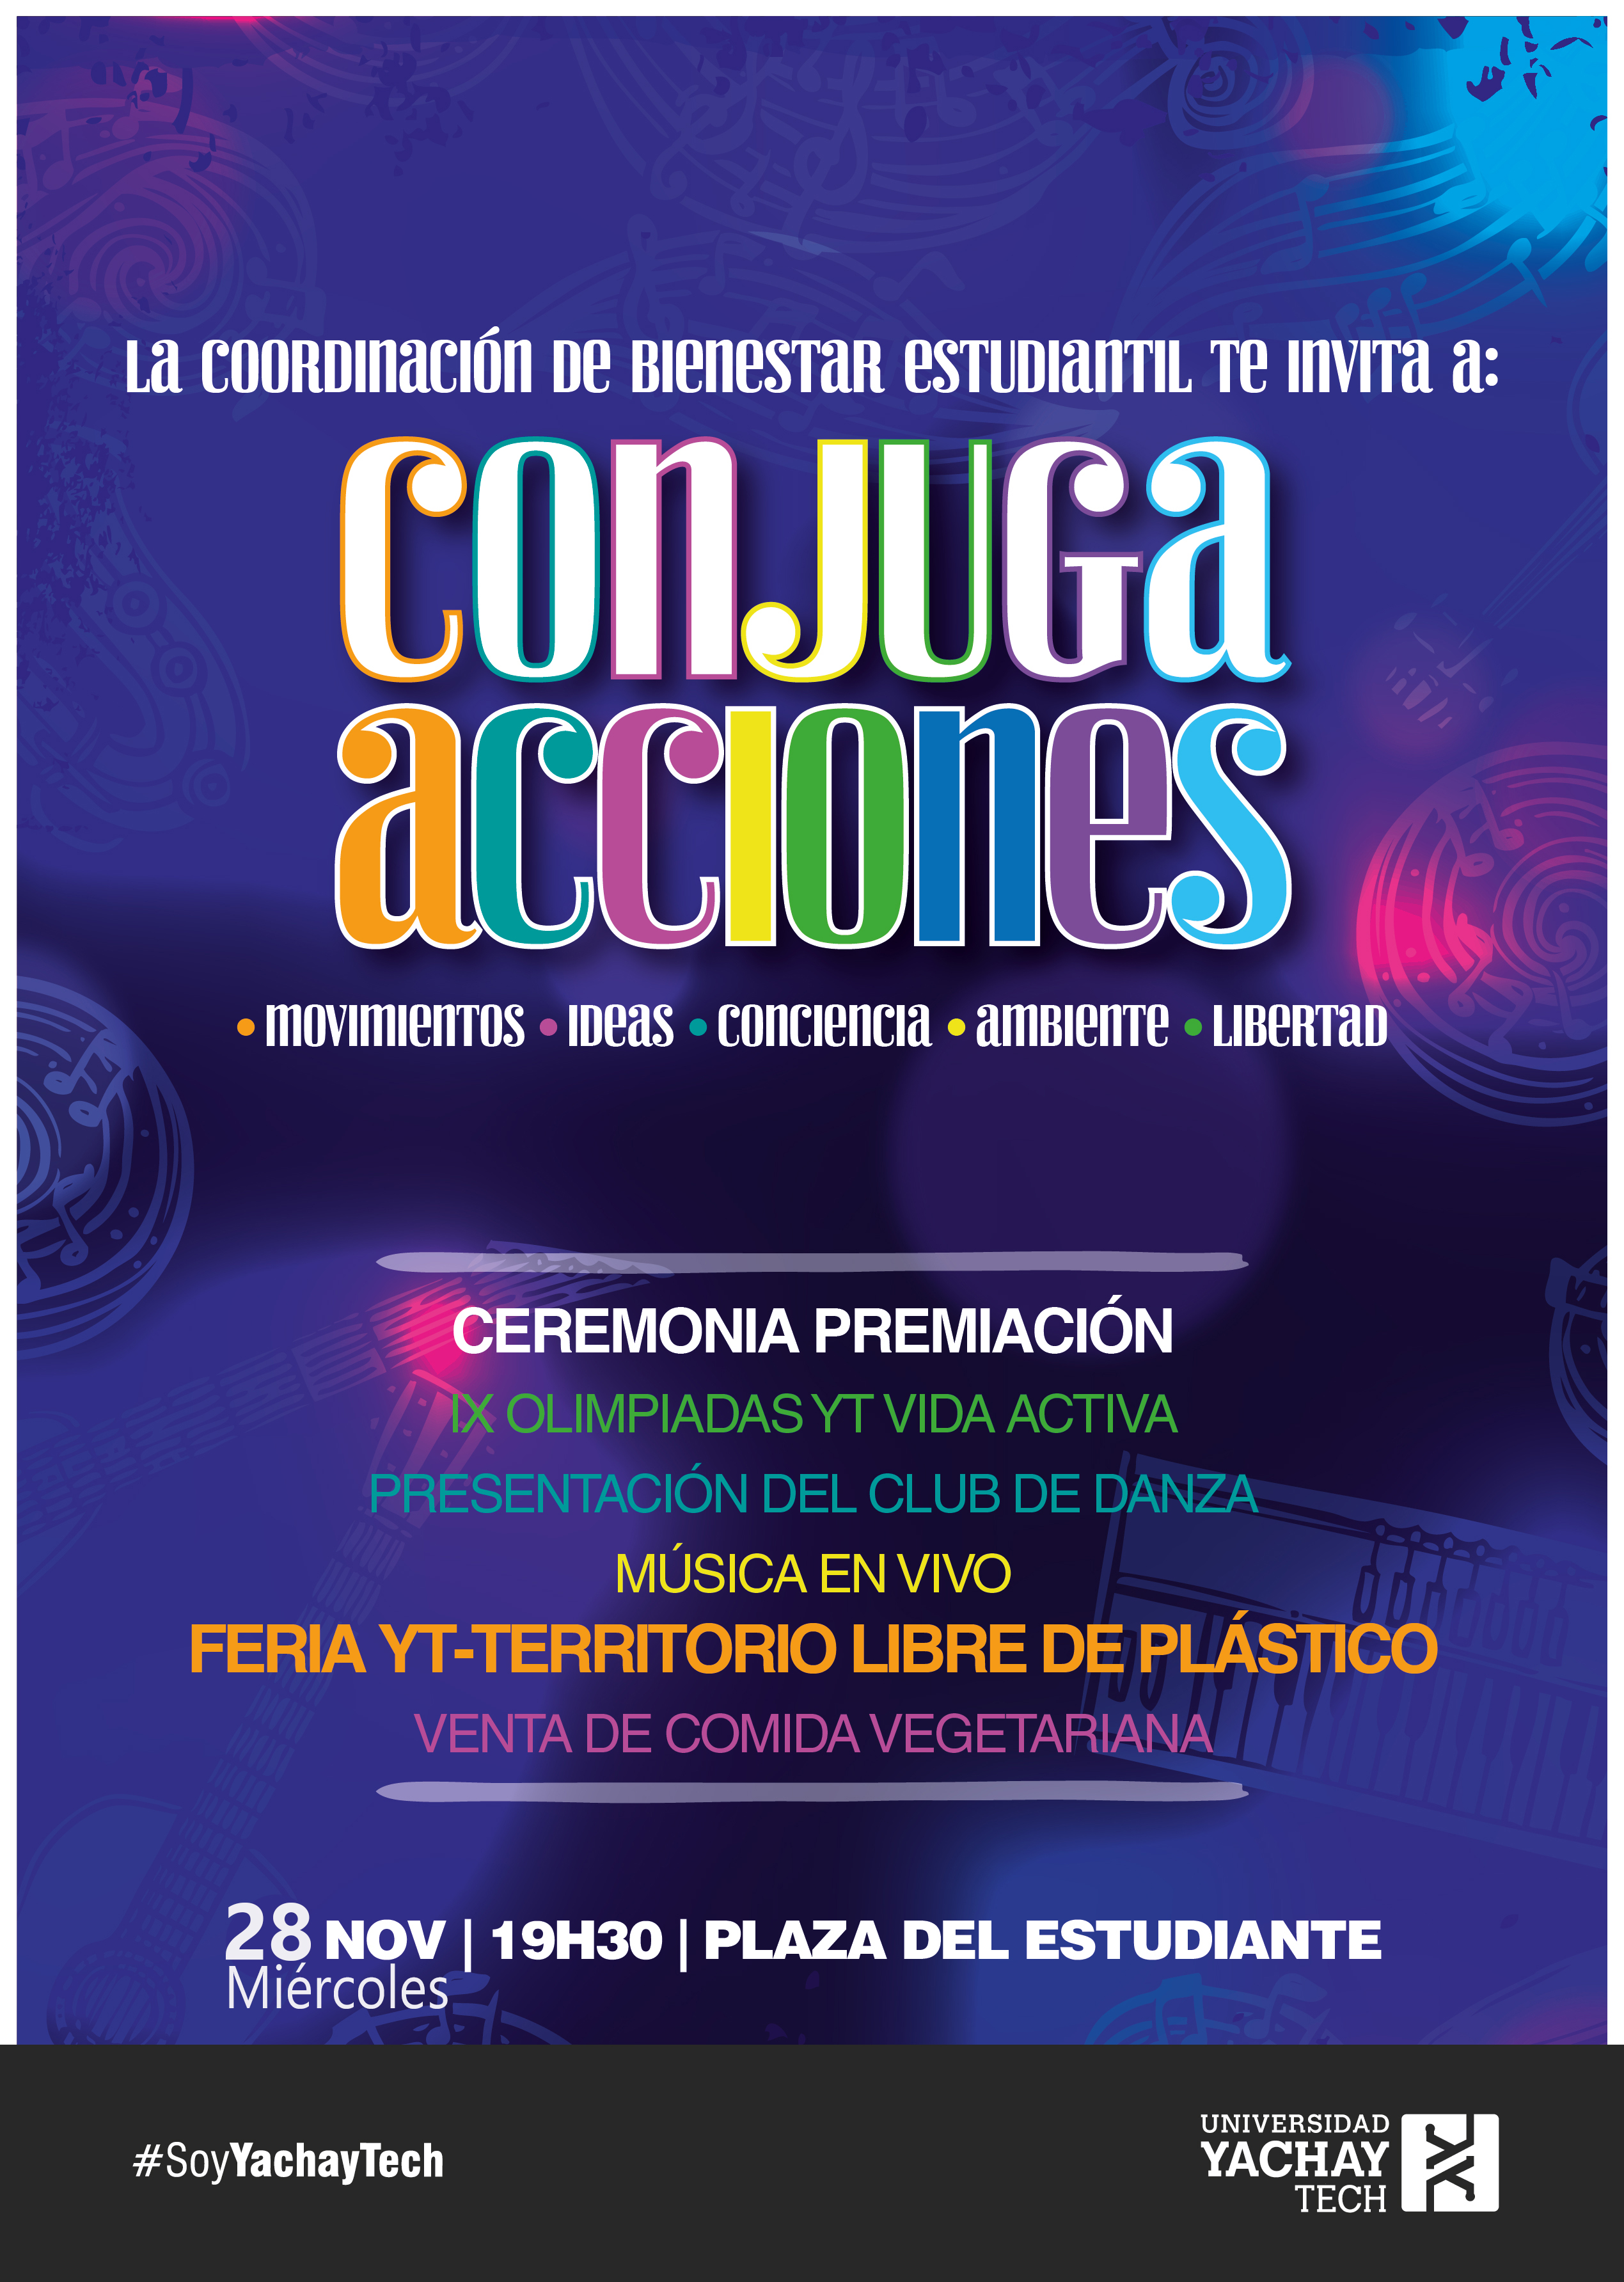 La coordinación de Bienestar Estudiantil te invita a:
conjuga
acciones
• movimientos • ideas • conciencia • ambiente • libertad
CEREMONIA PREMIACIÓN
IX OLIMPIADAS YT VIDA ACTIVA
PRESENTACIÓN DEL CLUB DE DANZA
MÚSICA EN VIVO
FERIA YT-TERRITORIO LIBRE DE PLÁSTICO
VENTA DE COMIDA VEGETARIANA
28 NOV | 19H30 | PLAZA DEL ESTUDIANTE
Miércoles
#SoyYachayTech
UNIVERSIDAD
YACHAY
TECH